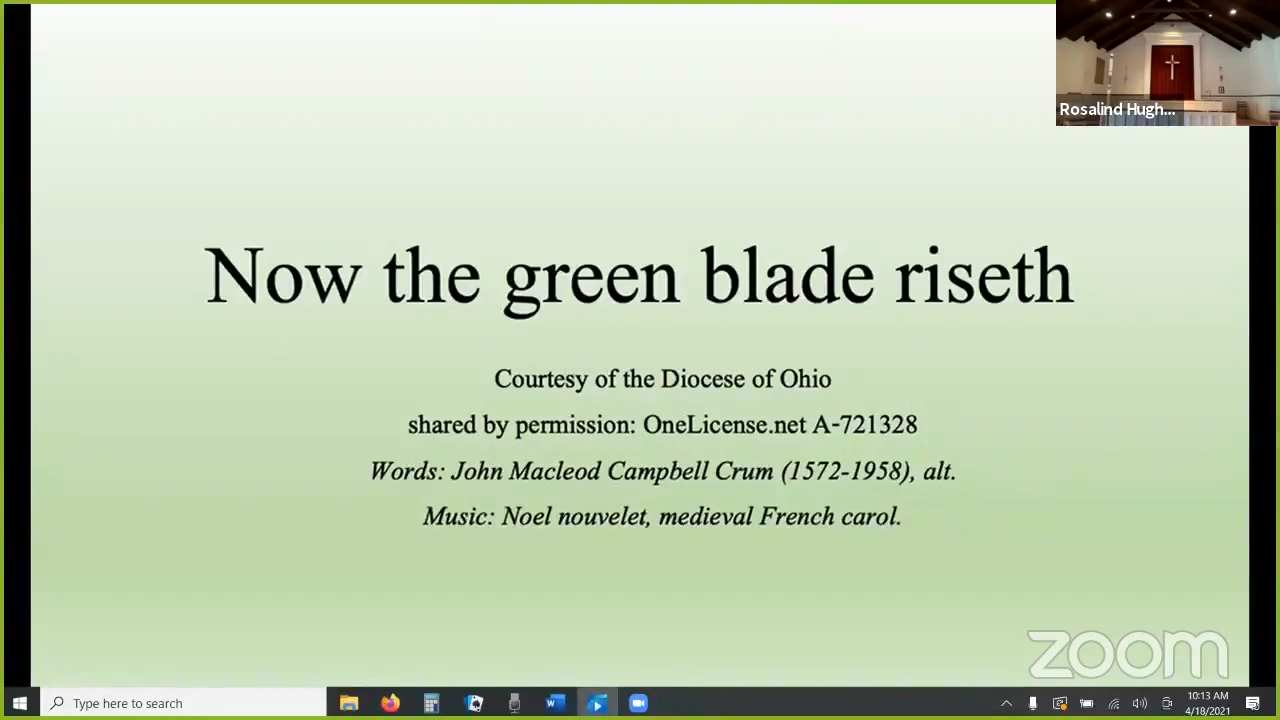 Rosalind Hugh...
Now the green blade riseth
Courtesy of the Diocese of Ohio
shared by permission: OneLicense.net A-721328
Words: John Macleod Campbell Crum (1572-1958), alt.
Music: Noel nouvelet, medieval French carol.
zoom
Type here to search
10:13 AM
4/18/2021